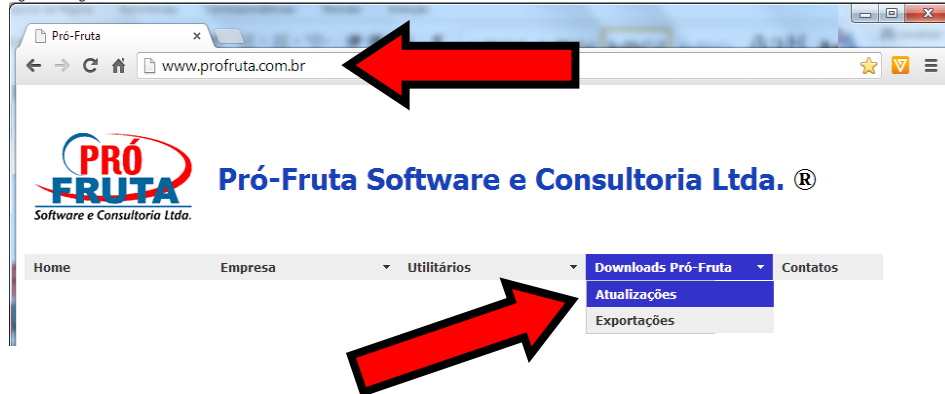 Pró-Fruta
www.profruta.com.br
PRÓ
FRUTA
Software e Consultoria Ltda.
Pró-Fruta Software e Consultoria Ltda. ®
Home Empresa Utilitários Downloads Pró-Fruta Contatos
Atualizações
Exportações